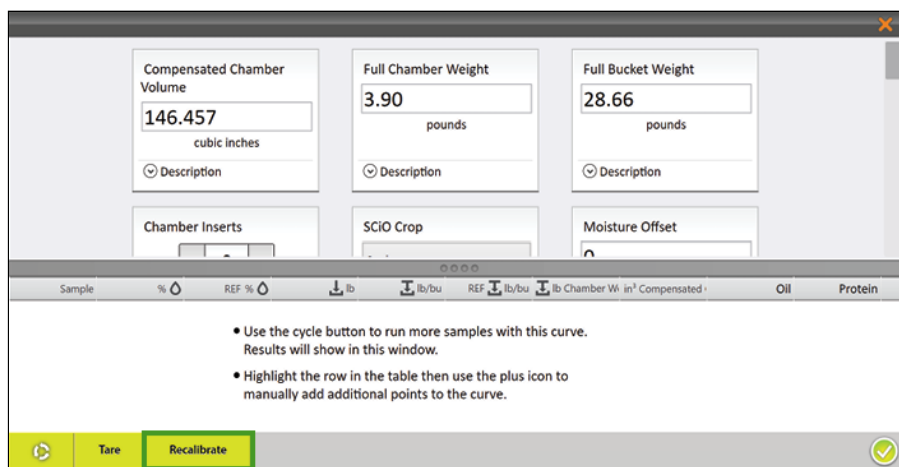 Compensated Chamber
Volume
146.457
cubic inches
Description
Full Chamber Weight
3.90
pounds
Description
Full Bucket Weight
28.66
pounds
Description
Chamber Inserts
SCiO Crop
Moisture Offset
0
Sample % REF % lb lb/bu REF lb/bu lb Chamber in³ Compensated Oil Protein
• Use the cycle button to run more samples with this curve.
Results will show in this window.
• Highlight the row in the table then use the plus icon to
manually add additional points to the curve.
Tare Recalibrate